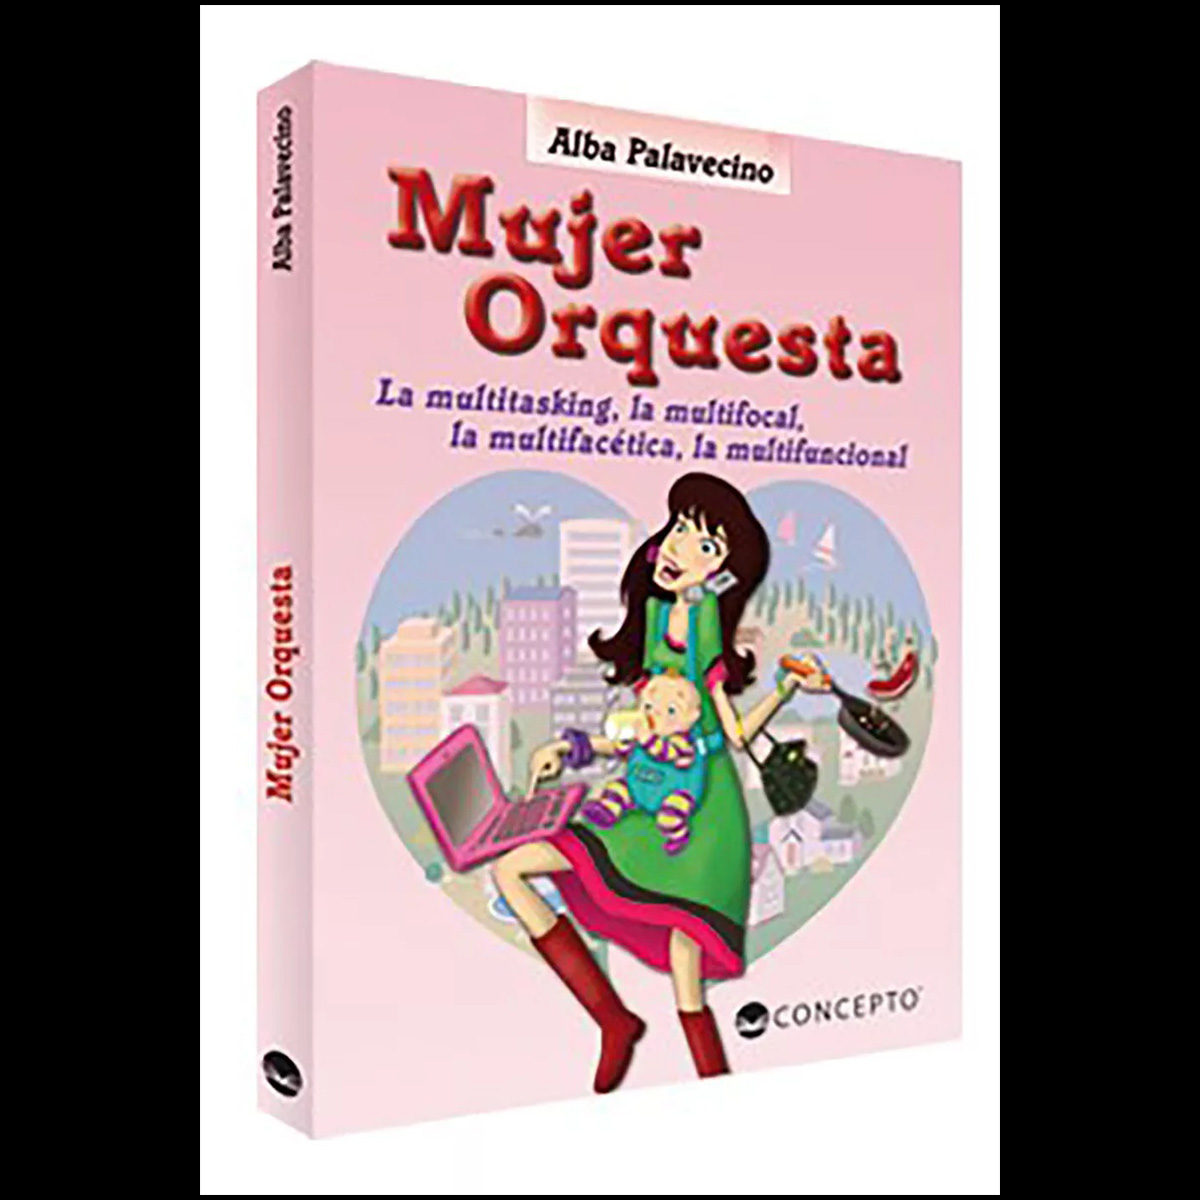 Alba Palavecino
Mujer
Orquesta
La multitasking, la multifocal,
la multifacética, la multifuncional
CONCEPTO
Alba Palavecino
Mujer Orquesta